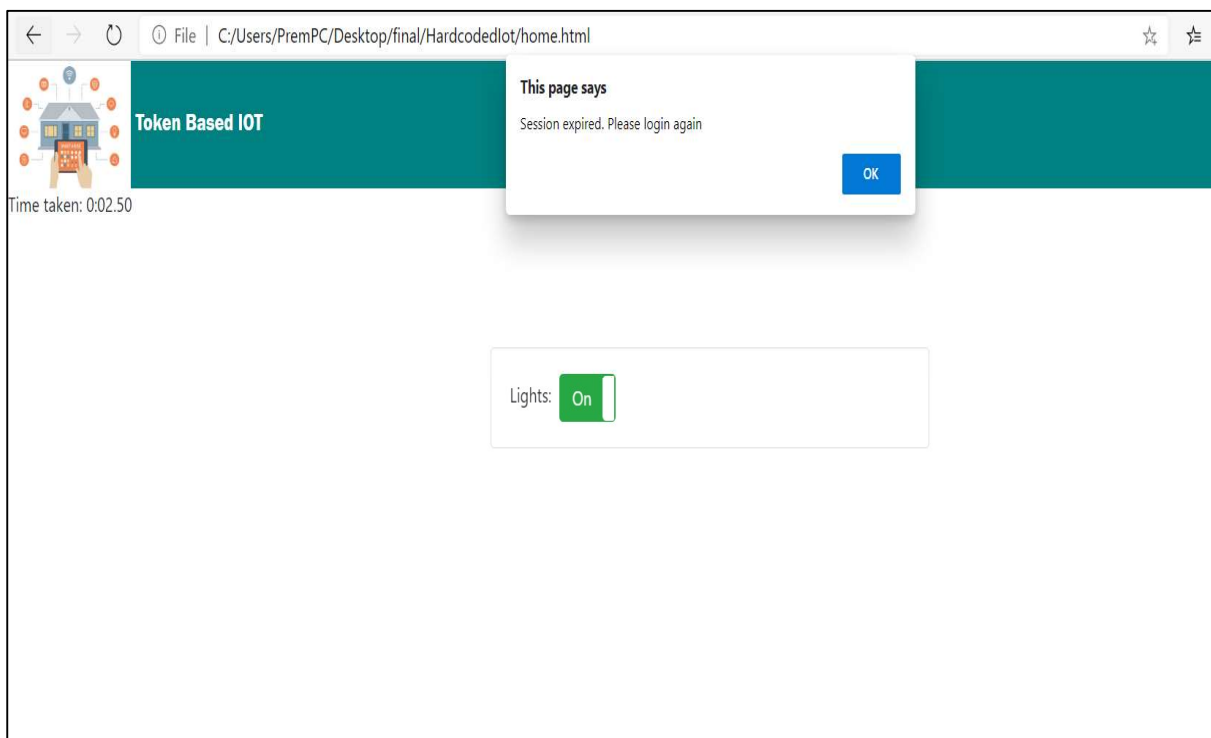 File | C:/Users/PremPC/Desktop/final/HardcodedIot/home.html
This page says
Session expired. Please login again
OK
Token Based IOT
Time taken: 0:02.50
Lights: On